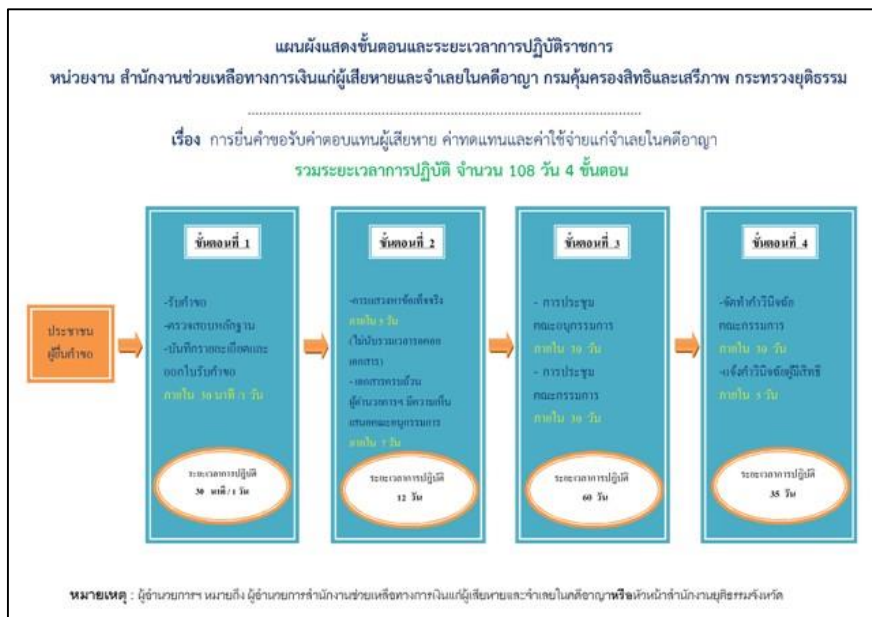 แผนผังแสดงขั้นตอนและระยะเวลาการปฏิบัติราชการ
หน่วยงาน สำนักงานช่วยเหลือทางการเงินแก่ผู้เสียหายและจำเลยในคดีอาญา กรมคุ้มครองสิทธิและเสรีภาพ กระทรวงยุติธรรม
เรื่อง การยื่นคำขอรับค่าตอบแทนผู้เสียหาย ค่าทดแทนและค่าใช้จ่ายแก่จำเลยในคดีอาญา
รวมระยะเวลาการปฏิบัติ จำนวน 108 วัน 4 ขั้นตอน
ประชาชน
ผู้ยื่นคำขอ
ขั้นตอนที่ 1
-รับคำขอ
-ตรวจสอบหลักฐาน
-บันทึกรายละเอียดและ
ออกใบรับคำขอ
ภายใน 30 นาที/1 วัน
ระยะเวลาการปฏิบัติ
30 นาที/1 วัน
ขั้นตอนที่ 2
-การแสวงหาข้อเท็จจริง
ภายใน 5 วัน
(ไม่นับรวมเวลารอคอย
เอกสาร)
- เอกสารครบถ้วน
ผู้อำนวยการฯ มีความเห็น
เสนอคณะอนุกรรมการ
ภายใน 7 วัน
ระยะเวลาการปฏิบัติ
12 วัน
ขั้นตอนที่ 3
- การประชุม
คณะอนุกรรมการ
ภายใน 30 วัน
- การประชุม
คณะกรรมการ
ภายใน 30 วัน
ระยะเวลาการปฏิบัติ
60 วัน
ขั้นตอนที่ 4
-จัดทำคำวินิจฉัย
คณะกรรมการ
ภายใน 30 วัน
-แจ้งคำวินิจฉัยผู้มีสิทธิ
ภายใน 5 วัน
ระยะเวลาการปฏิบัติ
35 วัน
หมายเหตุ : ผู้อำนวยการฯ หมายถึง ผู้อำนวยการสำนักงานช่วยเหลือทางการเงินแก่ผู้เสียหายและจำเลยในคดีอาญาหรือหัวหน้าสำนักงานยุติธรรมจังหวัด